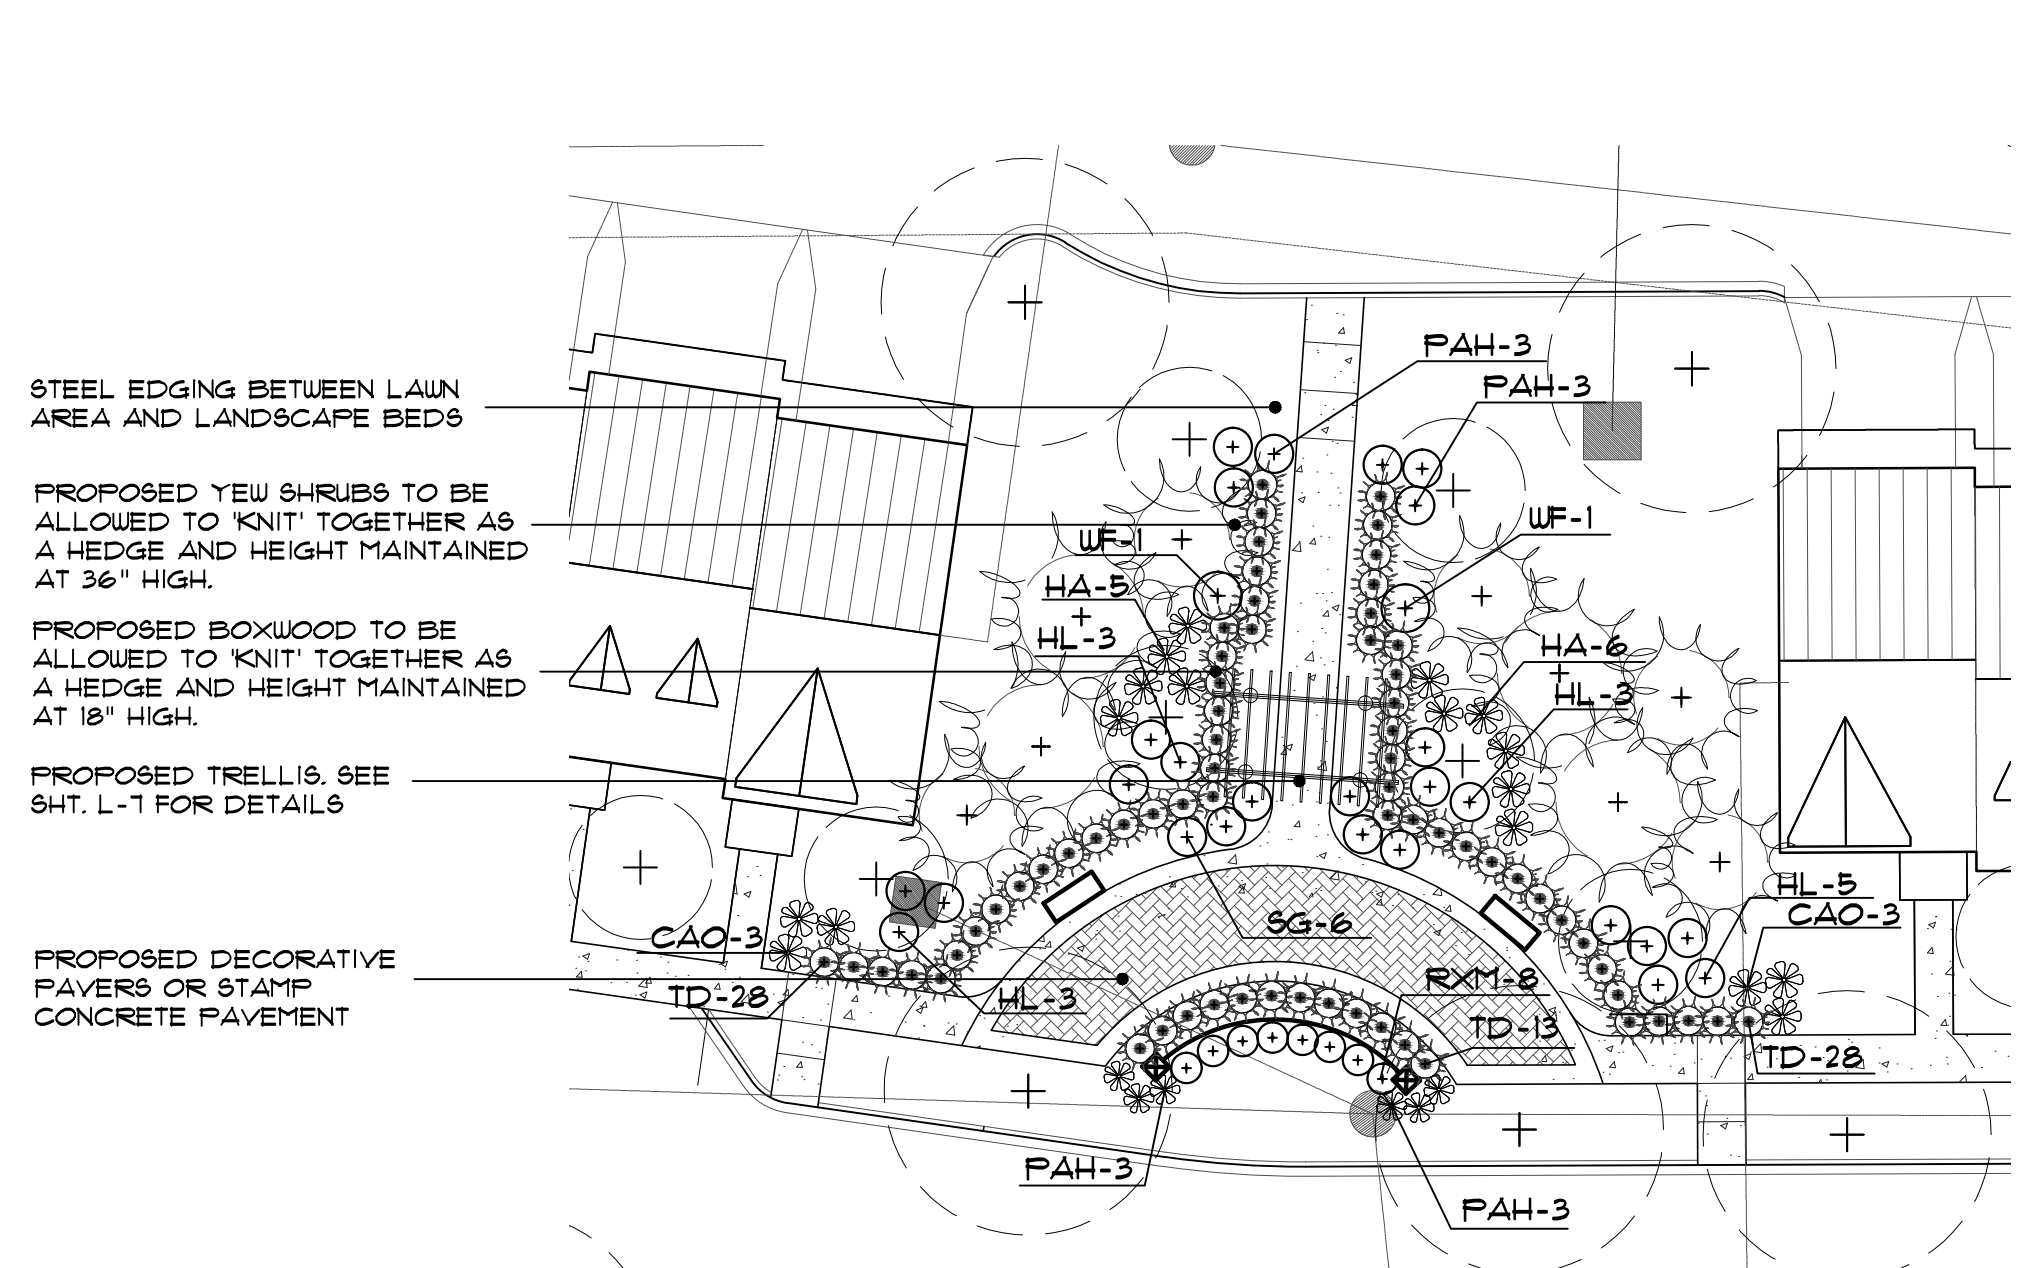 STEEL EDGING BETWEEN LAWN
AREA AND LANDSCAPE BEDS
PROPOSED YEW SHRUBS TO BE
ALLOWED TO 'KNIT' TOGETHER AS
A HEDGE AND HEIGHT MAINTAINED
AT 36" HIGH.
PROPOSED BOXWOOD TO BE
ALLOWED TO 'KNIT' TOGETHER AS
A HEDGE AND HEIGHT MAINTAINED
AT 18" HIGH.
PROPOSED TRELLIS. SEE
SHT. L-7 FOR DETAILS
PROPOSED DECORATIVE
PAVERS OR STAMP
CONCRETE PAVEMENT
PAH-3
PAH-3
WF-1
WF-1
HA-5
HL-3
HA-6
HL-3
HL-5
CAO-3
SG-6
CAO-3
RXM-8
TD-28
HL-3
TD-13
TD-28
PAH-3
PAH-3